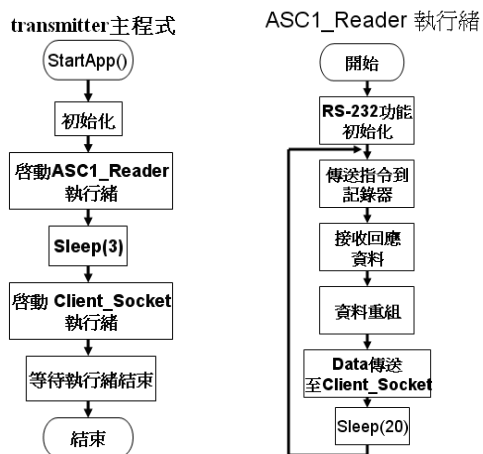 transmitter主程式
StartApp()
初始化
啓動ASC1_Reader
執行緒
Sleep(3)
啓動 Client_Socket
執行緒
等待執行緒結束
結束
ASC1_Reader 執行緒
開始
RS-232功能
初始化
傳送指令到
記錄器
接收回應
資料
資料重組
Data傳送
至Client_Socket
Sleep(20)